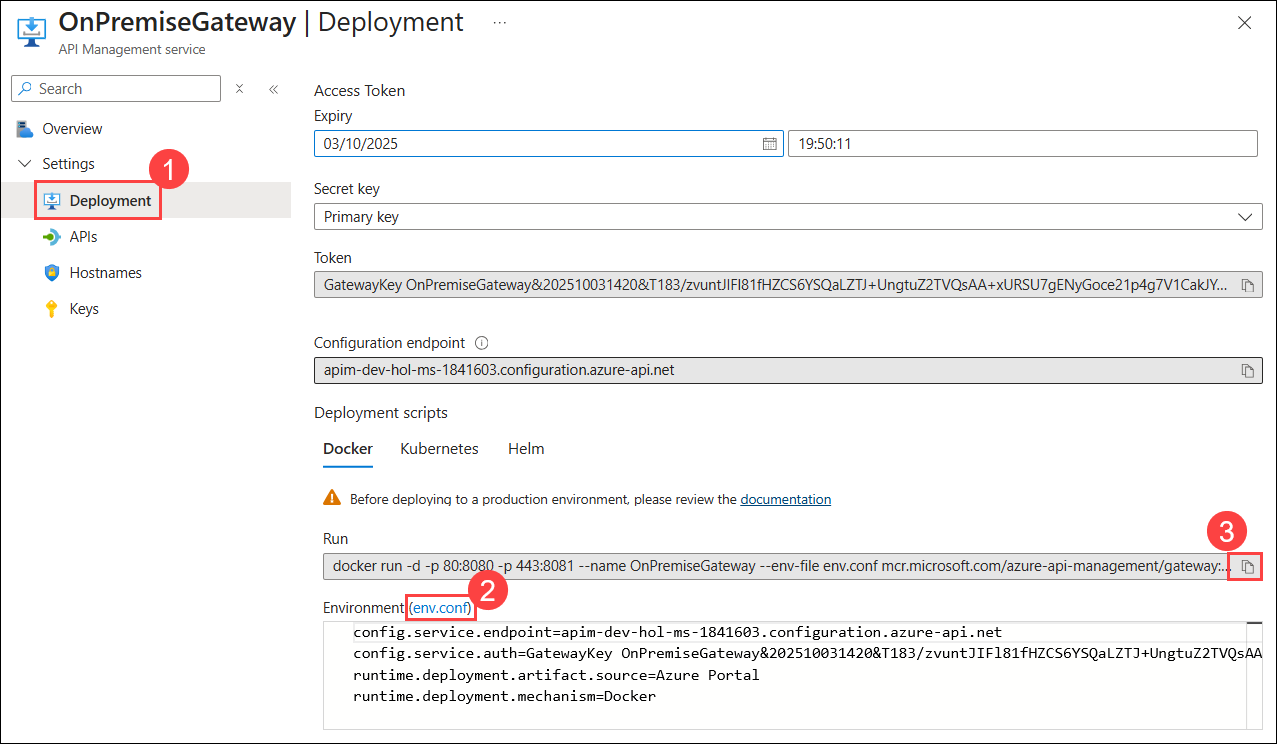 OnPremiseGateway | Deployment ...
API Management service
Search
Overview
Settings
1
Deployment
APIs
Hostnames
Keys
Access Token
Expiry
03/10/2025 19:50:11
Secret key
Primary key
Token
GatewayKey OnPremiseGateway&202510031420&T183/zvuntJIFl81fHZCS6YSQaLZTJ+UngtuZ2TVQsAA+xURSU7gENyGoce21p4g7V1CakJY...
Configuration endpoint
apim-dev-hol-ms-1841603.configuration.azure-api.net
Deployment scripts
Docker Kubernetes Helm
Before deploying to a production environment, please review the documentation
3
Run
docker run -d -p 80:8080 -p 443:8081 --name OnPremiseGateway --env-file env.conf mcr.microsoft.com/azure-api-management/gateway:...
2
Environment (env.conf)
config.service.endpoint=apim-dev-hol-ms-1841603.configuration.azure-api.net
config.service.auth=GatewayKey OnPremiseGateway&202510031420&T183/zvuntJIFl81fHZCS6YSQaLZTJ+UngtuZ2TVQsAA
runtime.deployment.artifact.source=Azure Portal
runtime.deployment.mechanism=Docker